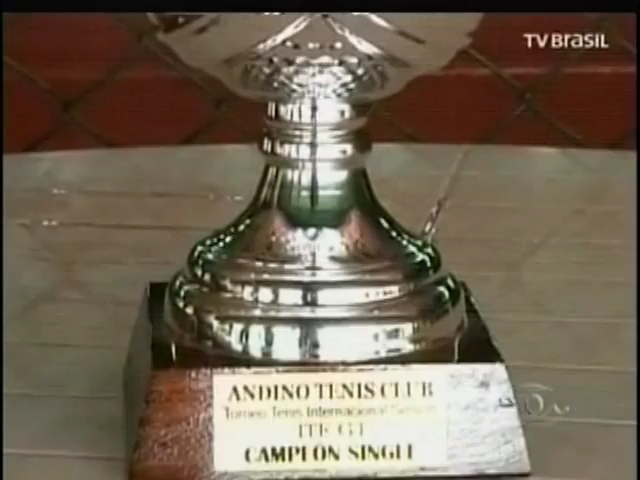 TV BRASIL
ANDINO TENIS CLUB
Torneo Tenis Internacional
ITF G1
CAMPEON SINGLE